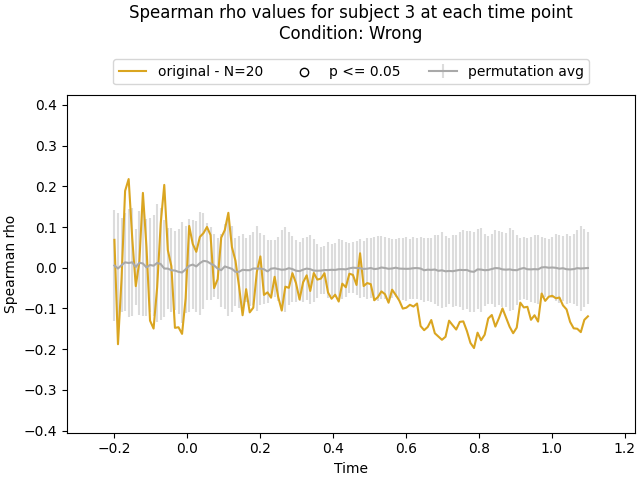 Spearman rho values for subject 3 at each time point
Condition: Wrong
original - N=20
p <= 0.05
permutation avg
0.4
0.3
0.2
0.1
0.0
−0.1
−0.2
−0.3
−0.4
Spearman rho
−0.2
0.0
0.2
0.4
0.6
0.8
1.0
1.2
Time